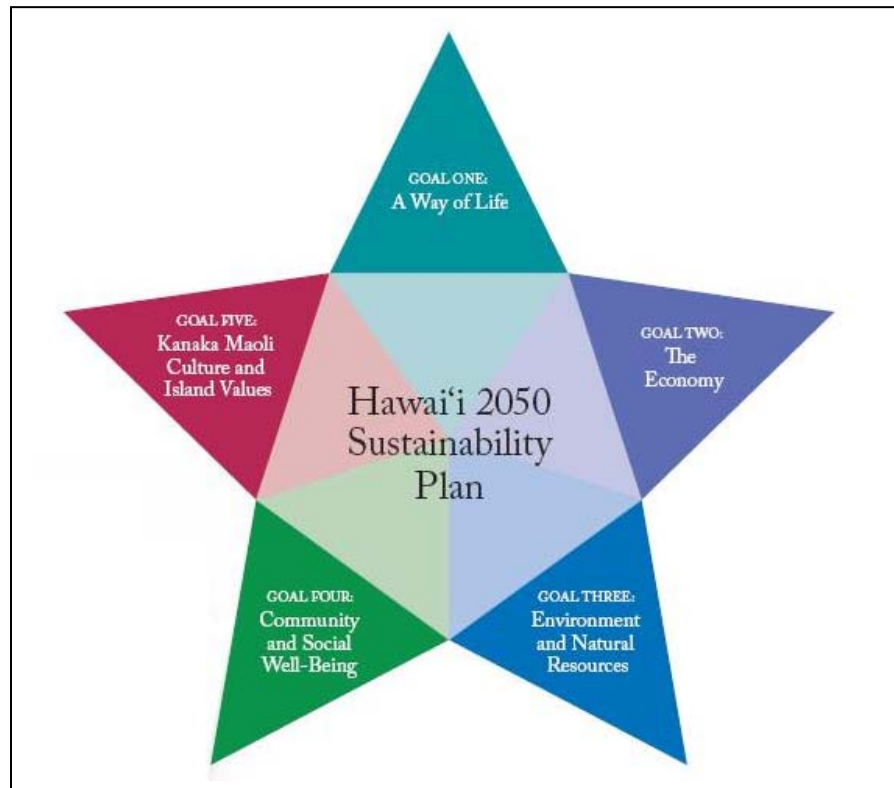 GOAL ONE:
A Way of Life
GOAL TWO:
The
Economy
GOAL THREE:
Environment
and Natural
Resources
GOAL FOUR:
Community
and Social
Well-Being
GOAL FIVE:
Kanaka Maoli
Culture and
Island Values
Hawai‘i 2050
Sustainability
Plan